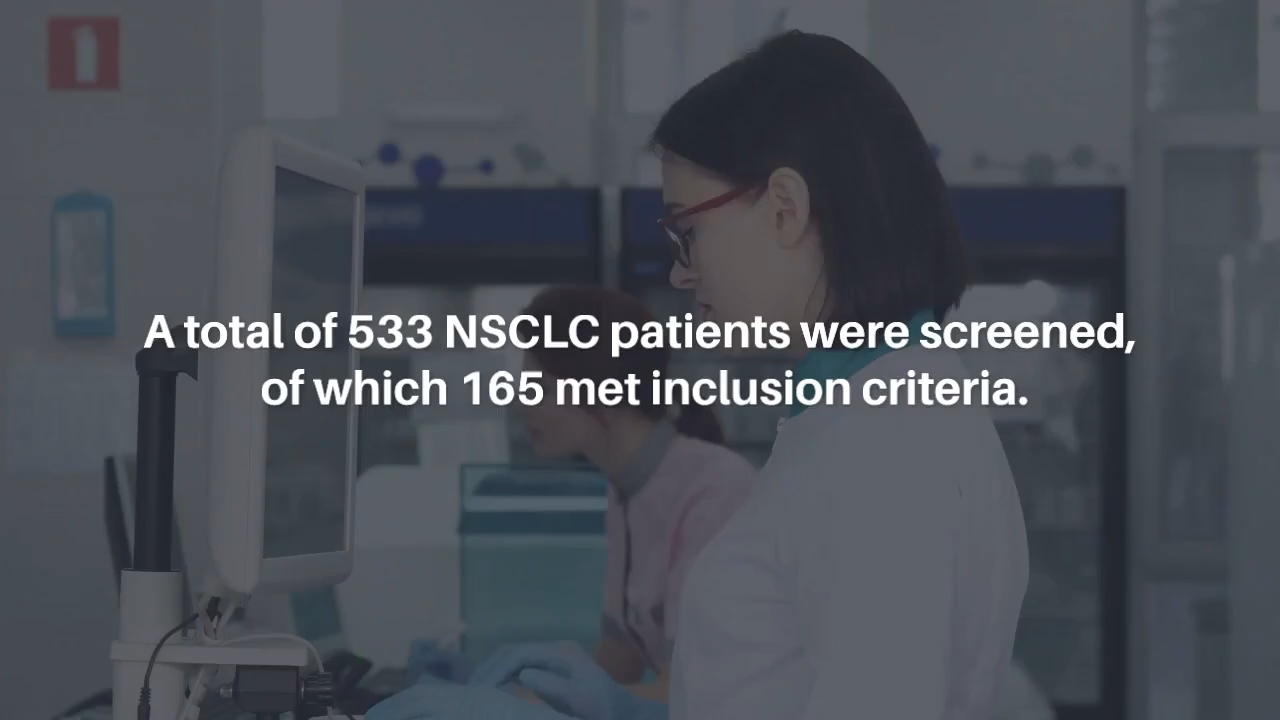 A total of 533 NSCLC patients were screened,
of which 165 met inclusion criteria.